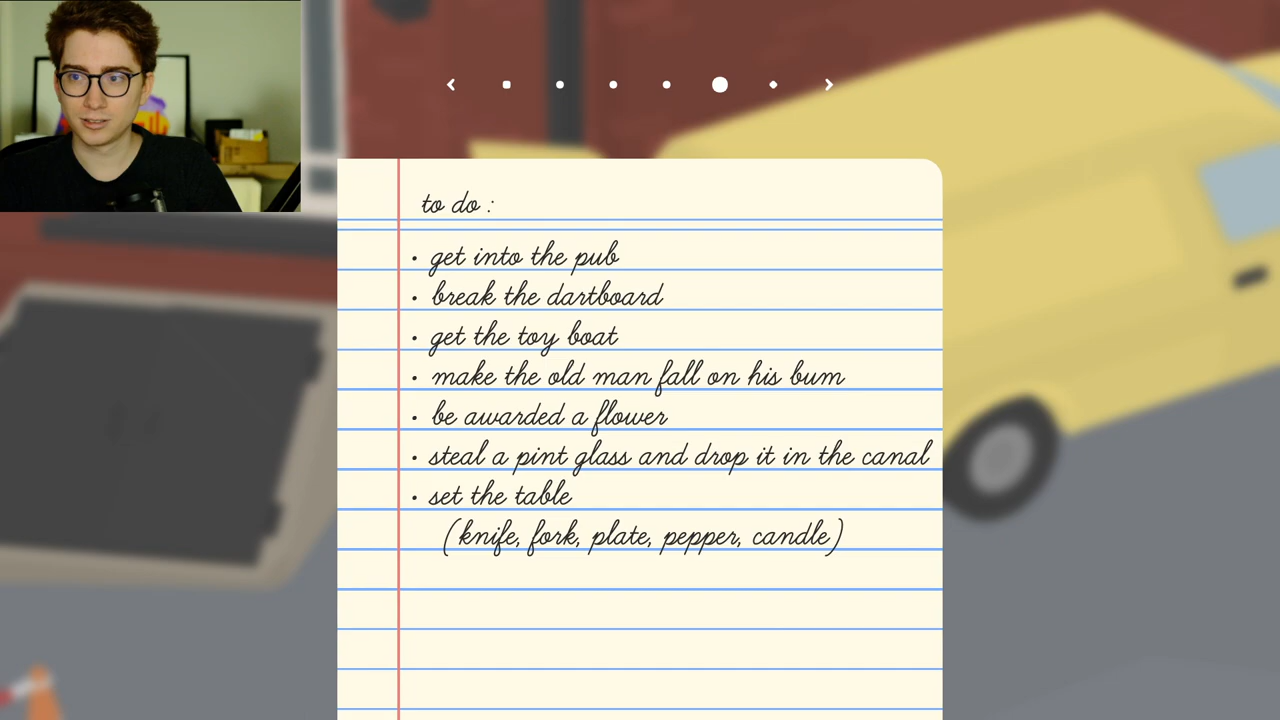 to do :
• get into the pub
• break the dartboard
• get the toy boat
• make the old man fall on his bum
• be awarded a flower
• steal a pint glass and drop it in the canal
• set the table
(knife, fork, plate, pepper, candle)